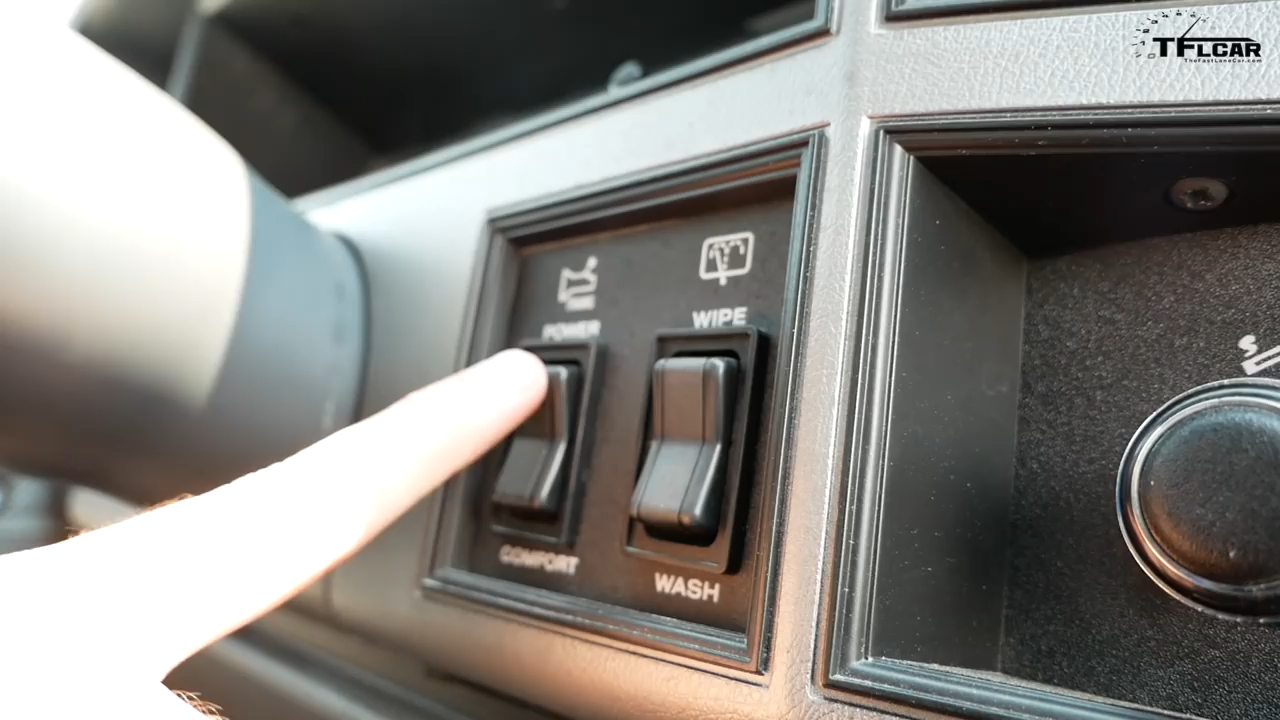 TFLCAR
TheFastLaneCar.com
POWER
WIPE
COMFORT
WASH
S